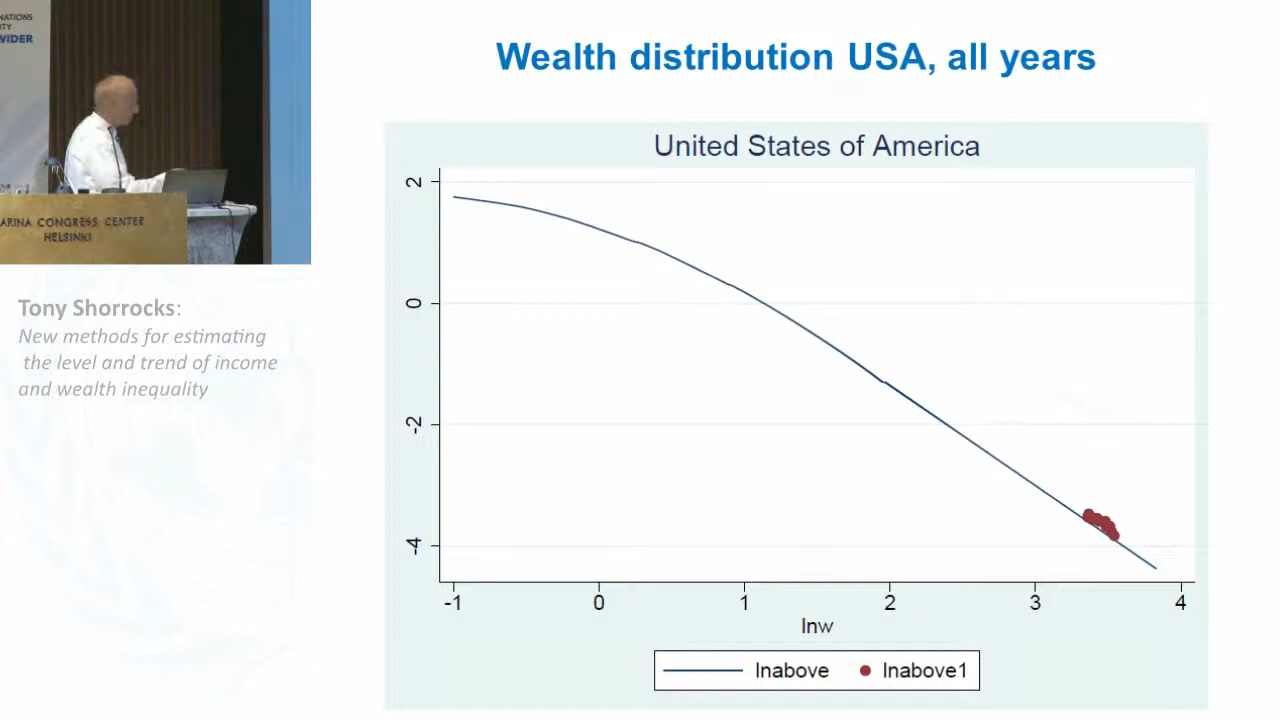 NATIONS
ITY
WIDER
ARINA CONGRESS CENTER
HELSINKI
Tony Shorrocks:
New methods for estimating
the level and trend of income
and wealth inequality
Wealth distribution USA, all years
United States of America
2
0
-2
-4
-1 0 1 2 3 4
lnw
lnabove lnabove1